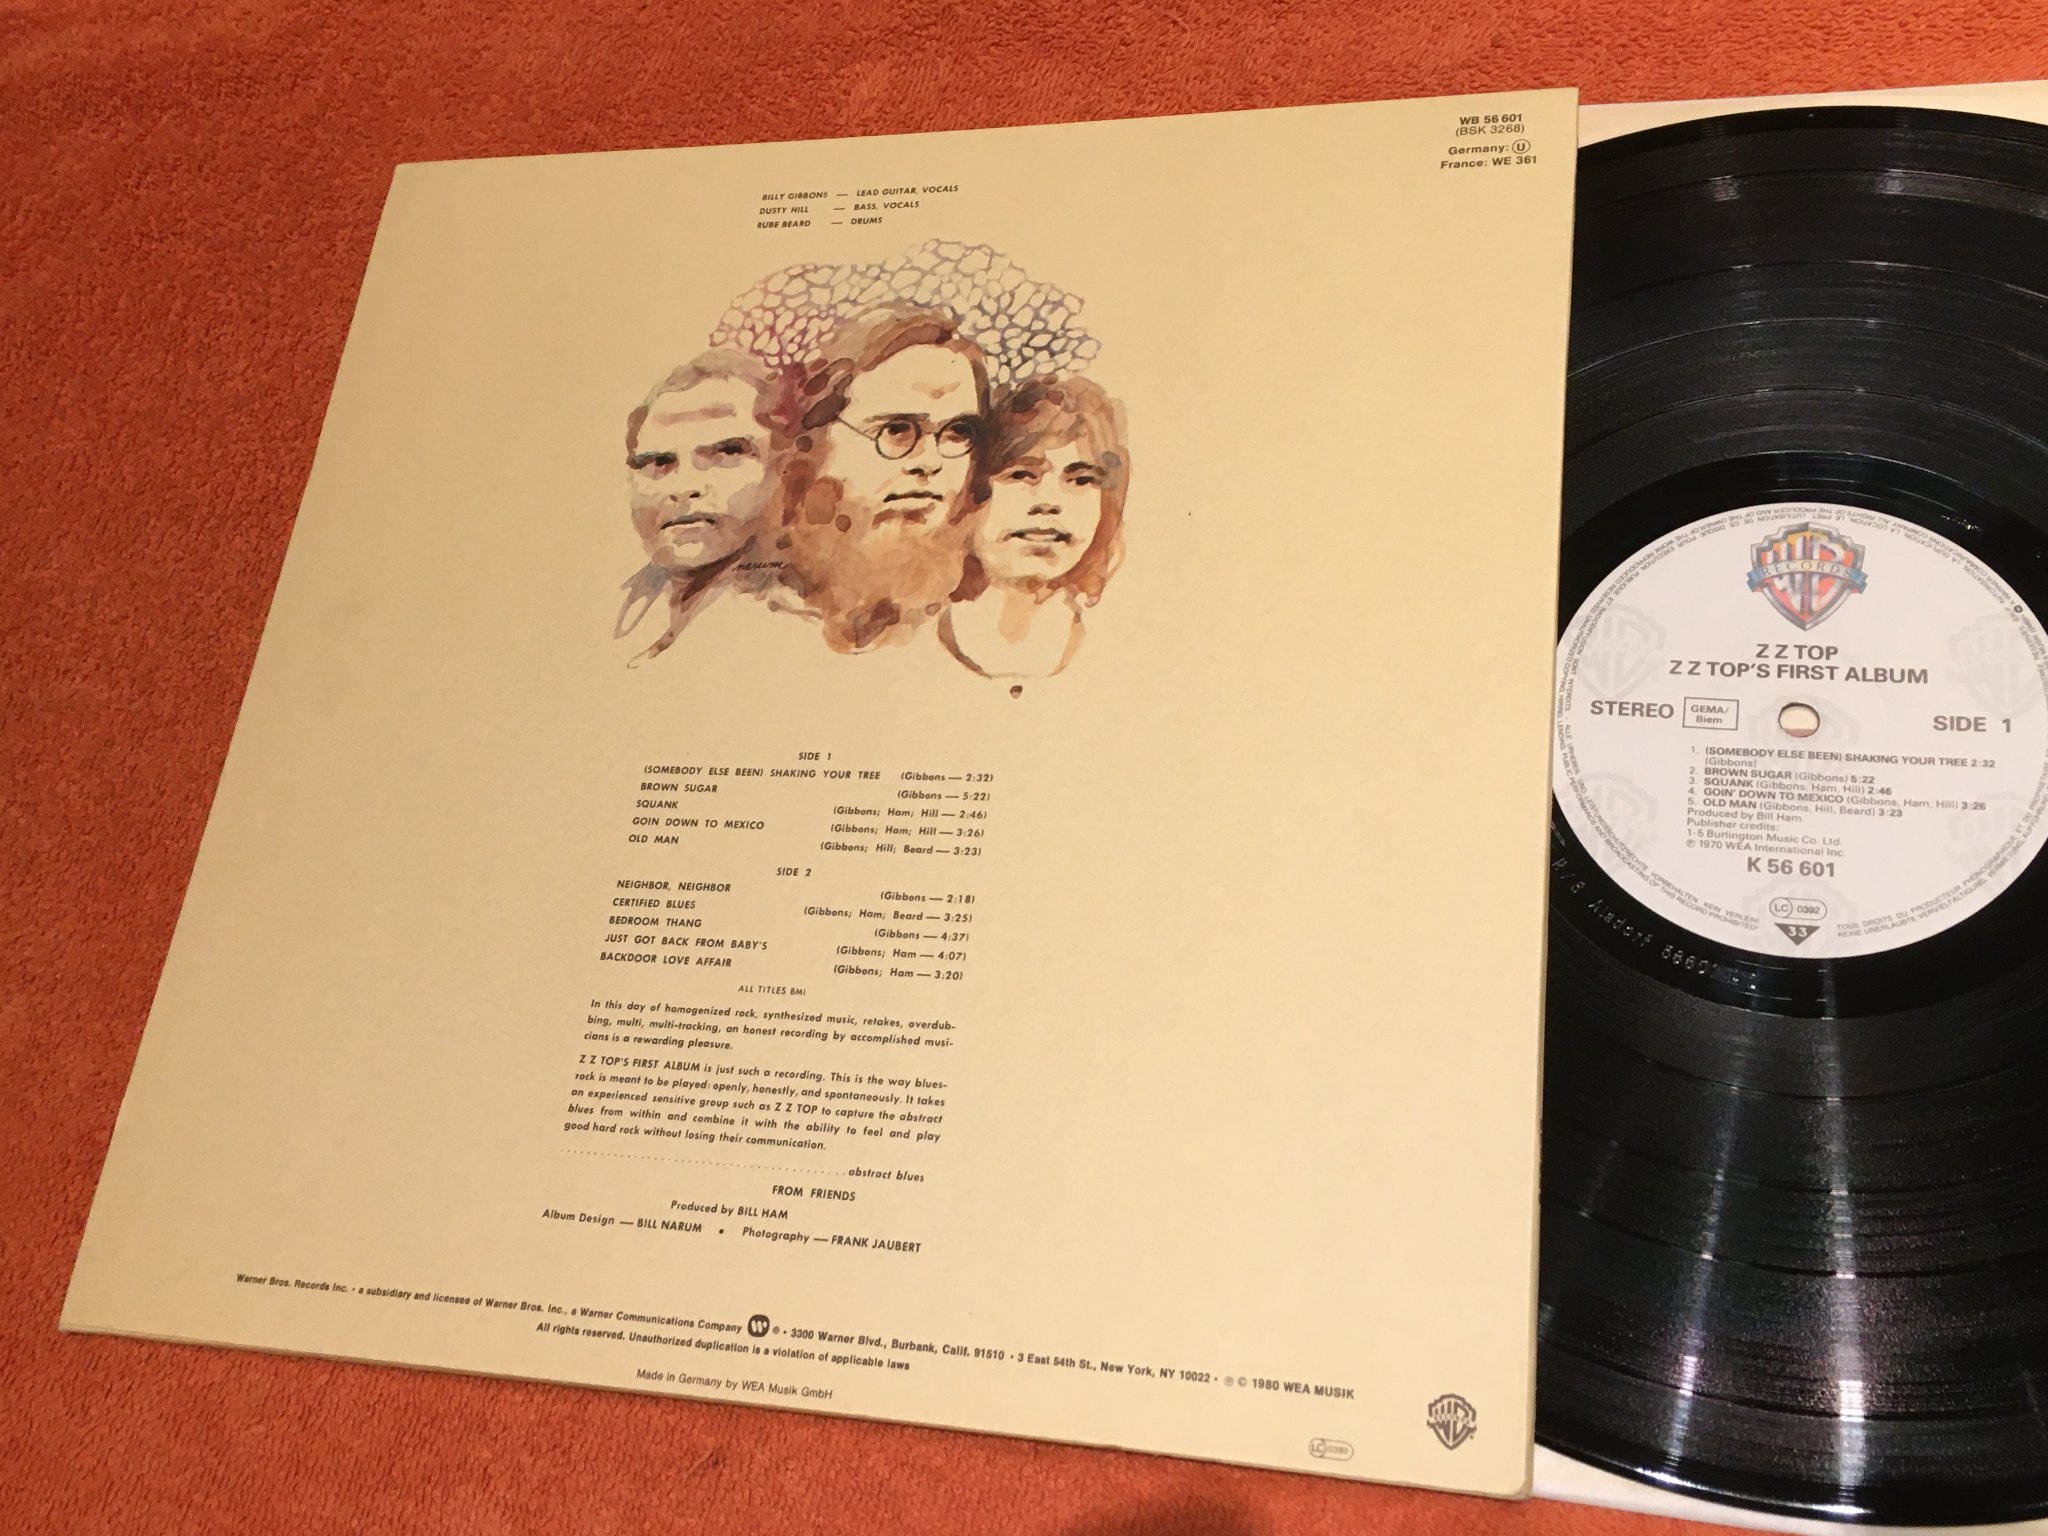 WB 56 601
(BSK 3268)
Germany: U
France: WE 361
BILLY GIBBONS — LEAD GUITAR, VOCALS
DUSTY HILL — BASS, VOCALS
RUBE BEARD — DRUMS
narum
SIDE 1
(SOMEBODY ELSE BEEN) SHAKING YOUR TREE (Gibbons — 2:32)
BROWN SUGAR (Gibbons — 5:22)
SQUANK (Gibbons; Ham; Hill — 2:46)
GOIN DOWN TO MEXICO (Gibbons; Ham; Hill — 3:26)
OLD MAN (Gibbons; Hill; Beard — 3:23)
SIDE 2
NEIGHBOR, NEIGHBOR (Gibbons — 2:18)
CERTIFIED BLUES (Gibbons; Ham; Beard — 3:25)
BEDROOM THANG (Gibbons — 4:37)
JUST GOT BACK FROM BABY'S (Gibbons; Ham — 4:07)
BACKDOOR LOVE AFFAIR (Gibbons; Ham — 3:20)
ALL TITLES BMI
In this day of homogenized rock, synthesized music, retakes, overdub-
bing, multi, multi-tracking, an honest recording by accomplished musi-
cians is a rewarding pleasure.
Z Z TOP'S FIRST ALBUM is just such a recording. This is the way blues-
rock is meant to be played: openly, honestly, and spontaneously. It takes
an experienced sensitive group such as Z Z TOP to capture the abstract
blues from within and combine it with the ability to feel and play
good hard rock without losing their communication.
..........................................abstract blues
FROM FRIENDS
Produced by BILL HAM
Album Design — BILL NARUM • Photography — FRANK JAUBERT
Warner Bros. Records Inc. • a subsidiary and licensee of Warner Bros. Inc., a Warner Communications Company ® • 3300 Warner Blvd., Burbank, Calif. 91510 • 3 East 54th St., New York, NY 10022 • ℗ © 1980 WEA MUSIK
All rights reserved. Unauthorized duplication is a violation of applicable laws
Made in Germany by WEA Musik GmbH
LC 0392
RECORDS
Z Z TOP
Z Z TOP'S FIRST ALBUM
STEREO GEMA/ Biem SIDE 1
1. (SOMEBODY ELSE BEEN) SHAKING YOUR TREE 2:32
(Gibbons)
2. BROWN SUGAR (Gibbons) 5:22
3. SQUANK (Gibbons, Ham, Hill) 2:46
4. GOIN' DOWN TO MEXICO (Gibbons, Ham, Hill) 3:26
5. OLD MAN (Gibbons, Hill, Beard) 3:23
Produced by Bill Ham.
Publisher credits:
1-5 Burlington Music Co. Ltd.
℗ 1970 WEA International Inc.
K 56 601
LC 0392
33
Alsdorf